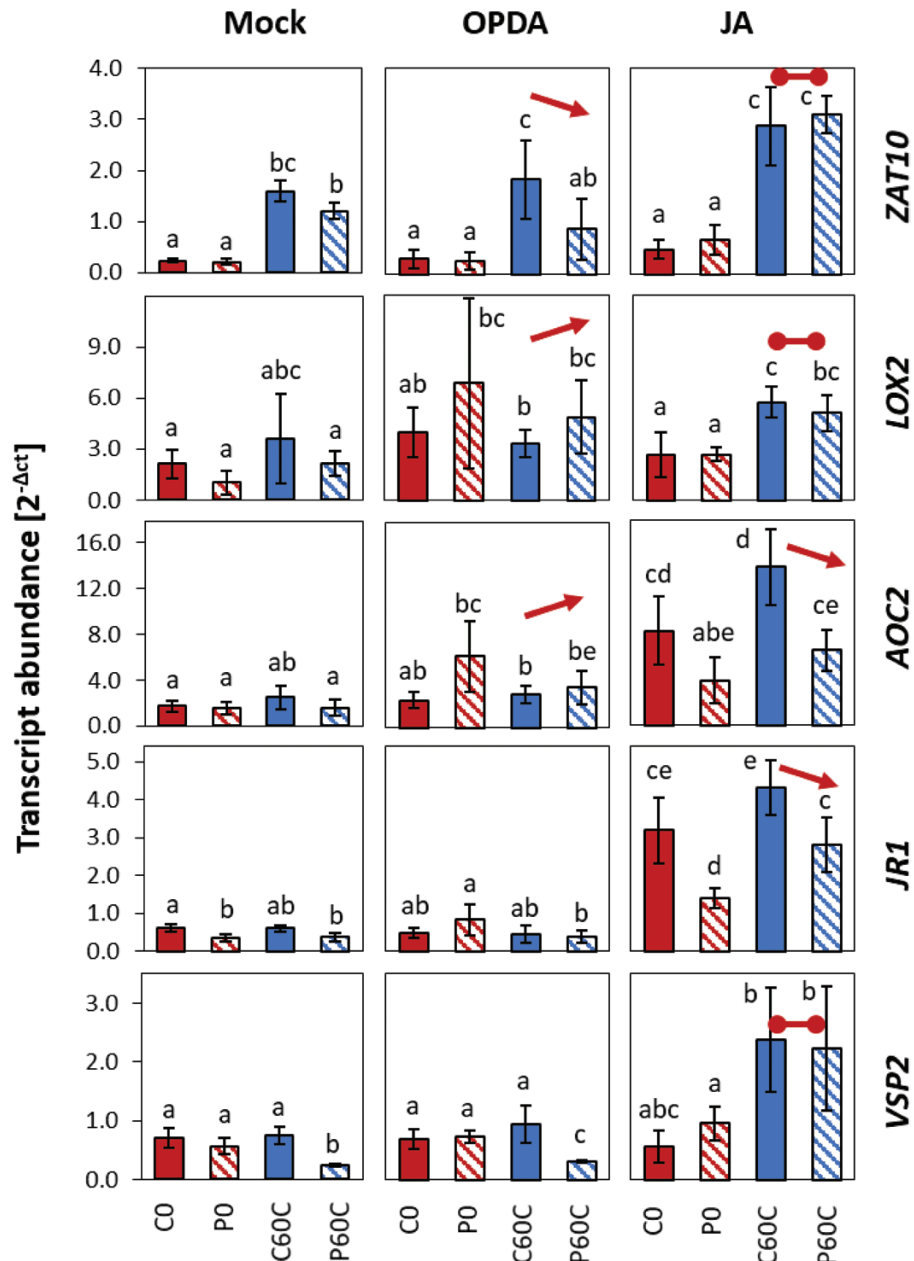 Mock OPDA JA
Transcript abundance [2^-Δct]
4.0
3.0
2.0
1.0
0.0
a a bc b
a a c ab
a a c c
ZAT10
9.0
6.0
3.0
0.0
a a abc a
ab bc b bc
a a c bc
LOX2
16.0
12.0
8.0
4.0
0.0
a a ab a
ab bc b be
cd abe d ce
AOC2
5.0
4.0
3.0
2.0
1.0
0.0
a b ab b
ab a ab b
ce d e c
JR1
3.0
2.0
1.0
0.0
a a a b
a a a c
abc a b b
VSP2
C0 P0 C60C P60C
C0 P0 C60C P60C
C0 P0 C60C P60C